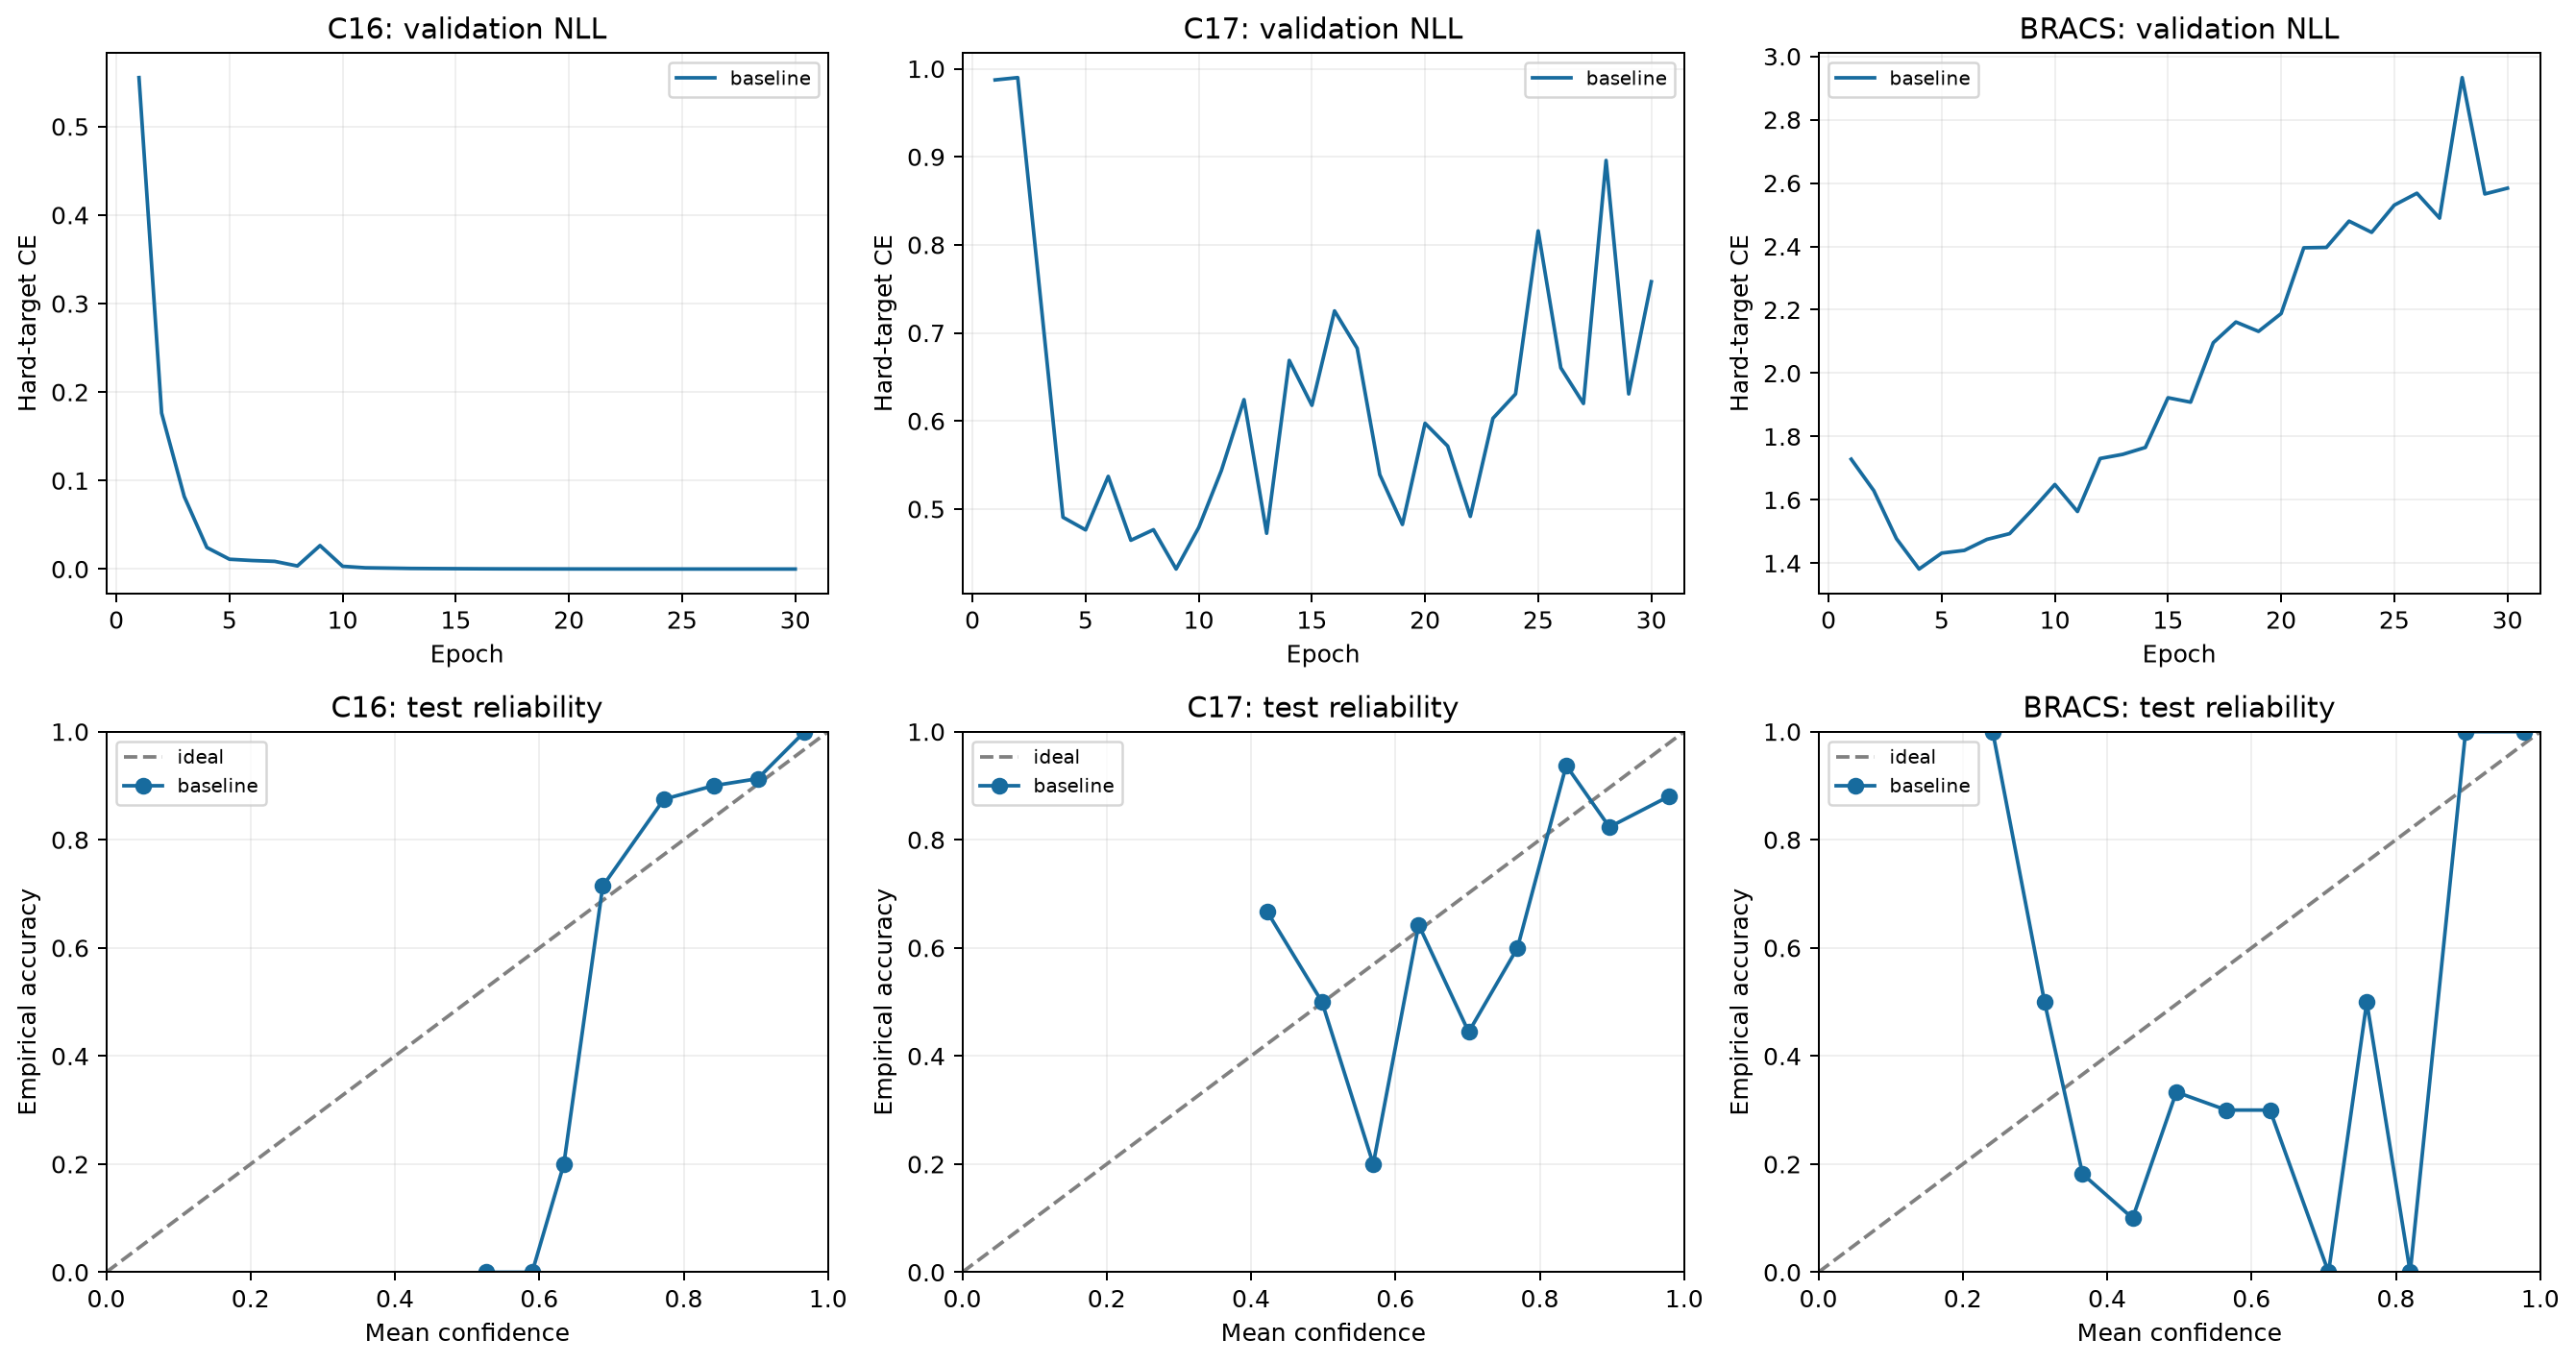 C16: validation NLL
baseline
0.5
0.4
0.3
0.2
0.1
0.0
Hard-target CE
0 5 10 15 20 25 30
Epoch
C17: validation NLL
baseline
1.0
0.9
0.8
0.7
0.6
0.5
Hard-target CE
0 5 10 15 20 25 30
Epoch
BRACS: validation NLL
baseline
3.0
2.8
2.6
2.4
2.2
2.0
1.8
1.6
1.4
Hard-target CE
0 5 10 15 20 25 30
Epoch
C16: test reliability
ideal
baseline
1.0
0.8
0.6
0.4
0.2
0.0
Empirical accuracy
0.0 0.2 0.4 0.6 0.8 1.0
Mean confidence
C17: test reliability
ideal
baseline
1.0
0.8
0.6
0.4
0.2
0.0
Empirical accuracy
0.0 0.2 0.4 0.6 0.8 1.0
Mean confidence
BRACS: test reliability
ideal
baseline
1.0
0.8
0.6
0.4
0.2
0.0
Empirical accuracy
0.0 0.2 0.4 0.6 0.8 1.0
Mean confidence